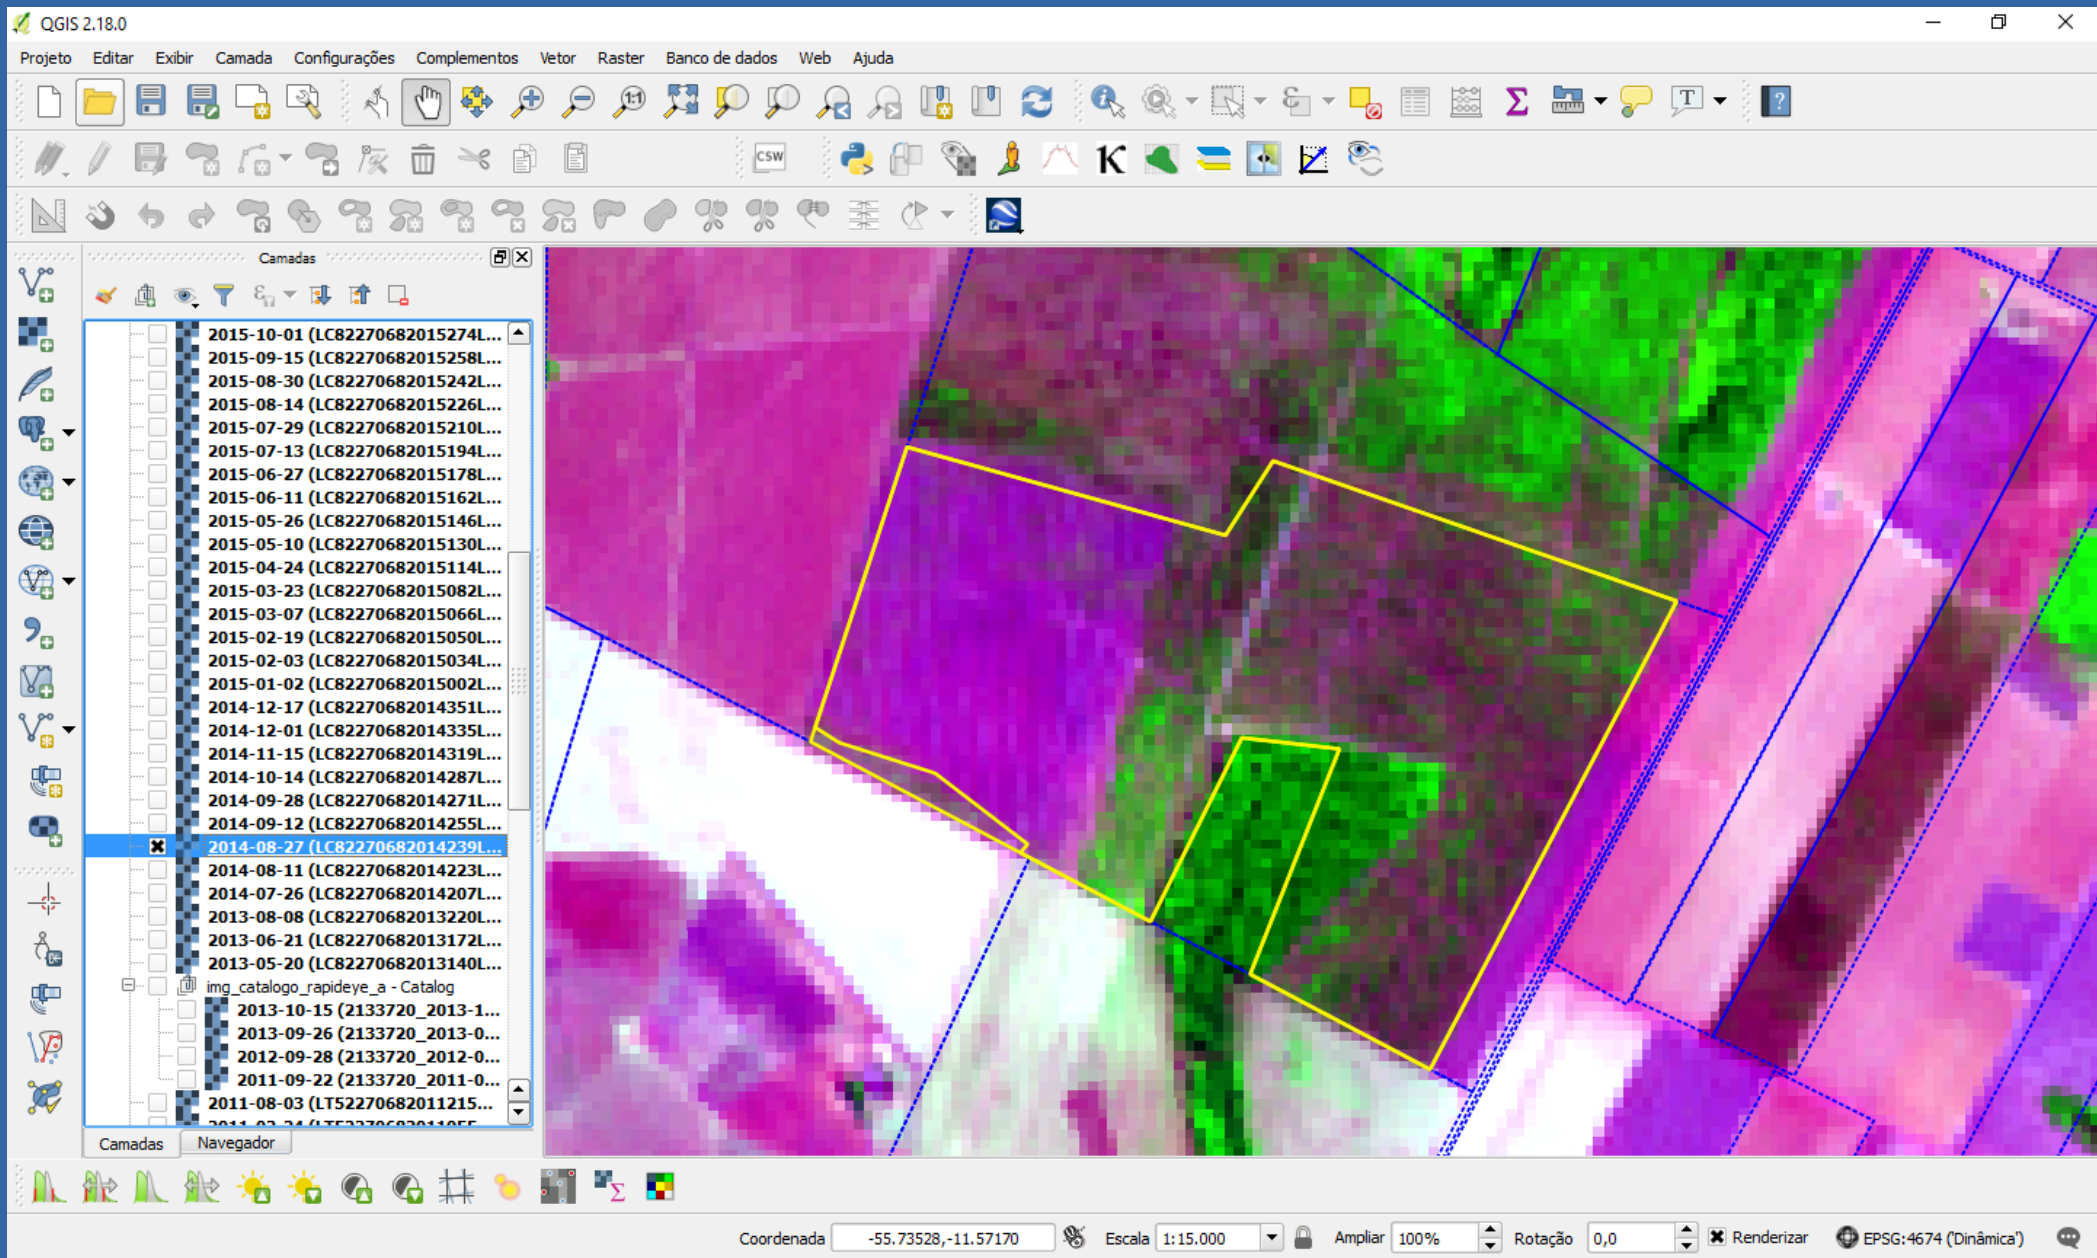 QGIS 2.18.0
Projeto Editar Exibir Camada Configurações Complementos Vetor Raster Banco de dados Web Ajuda
1:1
T
?
CSW
K
Camadas
2015-10-01 (LC82270682015274L...
2015-09-15 (LC82270682015258L...
2015-08-30 (LC82270682015242L...
2015-08-14 (LC82270682015226L...
2015-07-29 (LC82270682015210L...
2015-07-13 (LC82270682015194L...
2015-06-27 (LC82270682015178L...
2015-06-11 (LC82270682015162L...
2015-05-26 (LC82270682015146L...
2015-05-10 (LC82270682015130L...
2015-04-24 (LC82270682015114L...
2015-03-23 (LC82270682015082L...
2015-03-07 (LC82270682015066L...
2015-02-19 (LC82270682015050L...
2015-02-03 (LC82270682015034L...
2015-01-02 (LC82270682015002L...
2014-12-17 (LC82270682014351L...
2014-12-01 (LC82270682014335L...
2014-11-15 (LC82270682014319L...
2014-10-14 (LC82270682014287L...
2014-09-28 (LC82270682014271L...
2014-09-12 (LC82270682014255L...
2014-08-27 (LC82270682014239L...
2014-08-11 (LC82270682014223L...
2014-07-26 (LC82270682014207L...
2013-08-08 (LC82270682013220L...
2013-06-21 (LC82270682013172L...
2013-05-20 (LC82270682013140L...
img_catalogo_rapideye_a - Catalog
2013-10-15 (2133720_2013-1...
2013-09-26 (2133720_2013-0...
2012-09-28 (2133720_2012-0...
2011-09-22 (2133720_2011-0...
2011-08-03 (LT52270682011215...
Camadas Navegador
Coordenada -55.73528,-11.57170 Escala 1:15.000 Ampliar 100% Rotação 0,0 Renderizar EPSG:4674 ('Dinâmica')